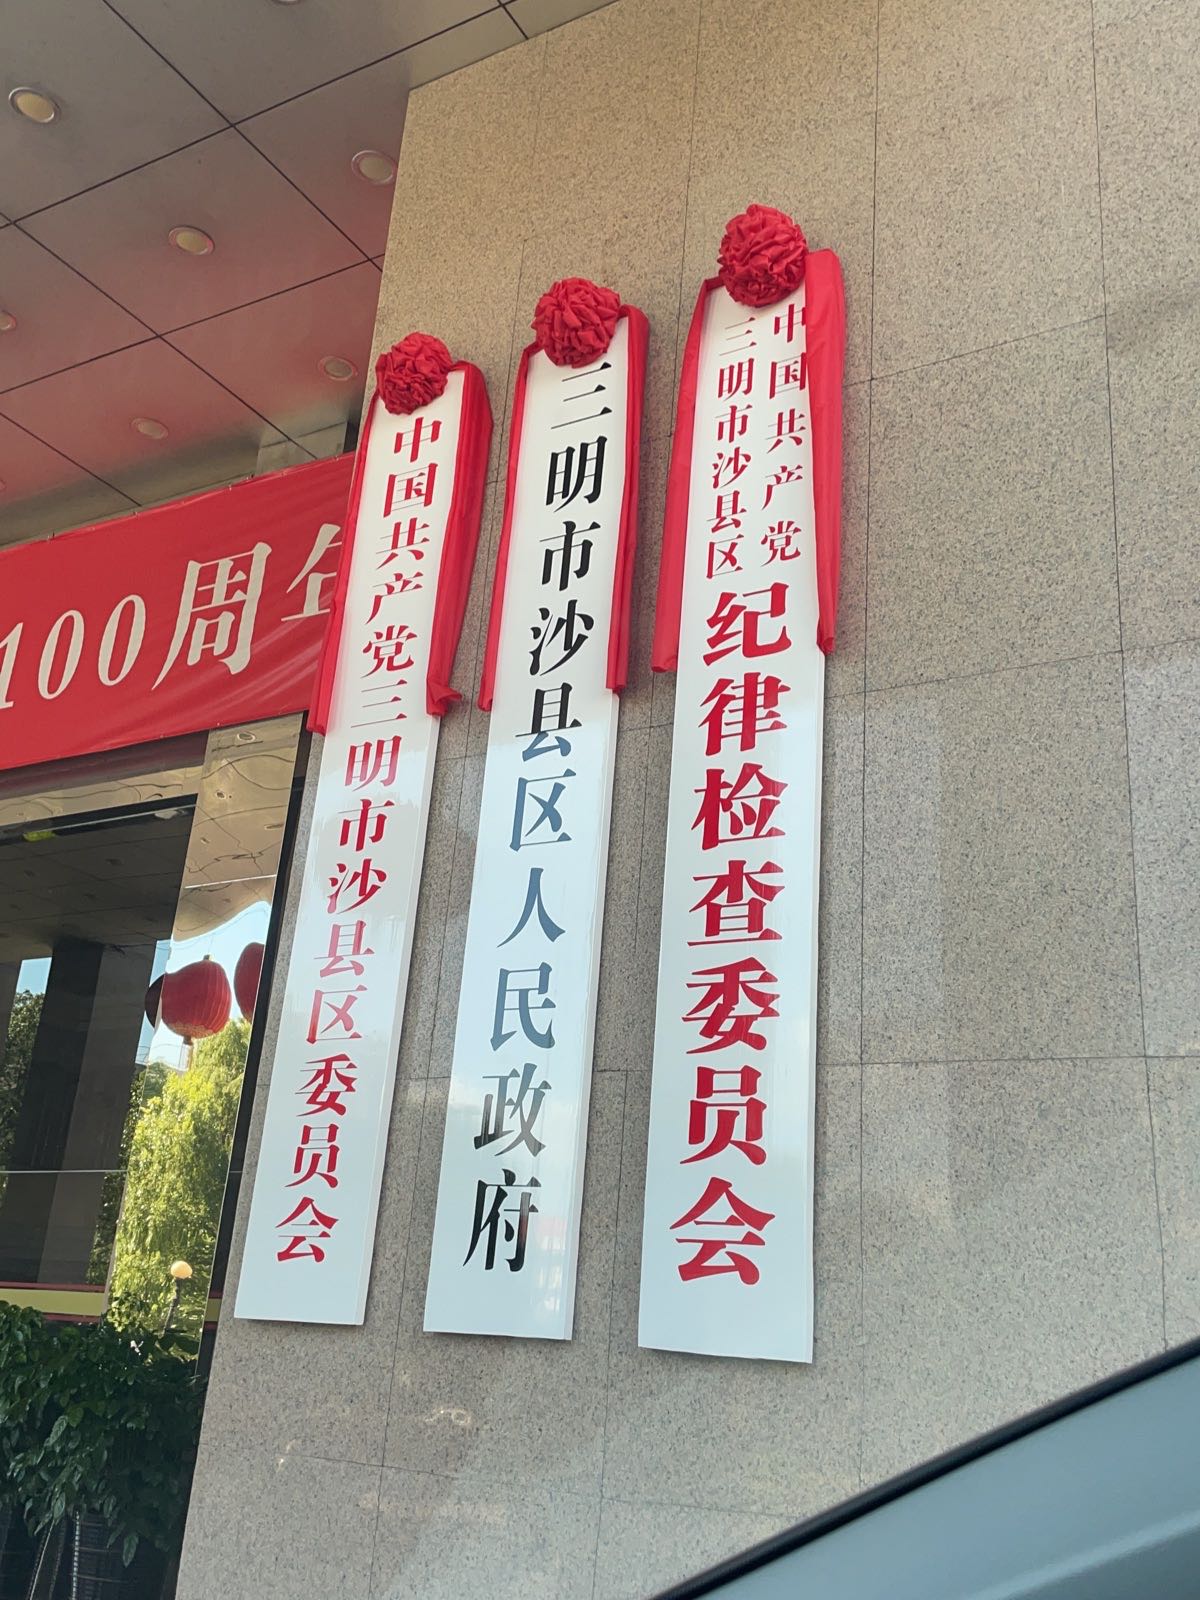 100周年
中国共产党三明市沙县区委员会
三明市沙县区人民政府
中国共产党
三明市沙县区
纪律检查委员会